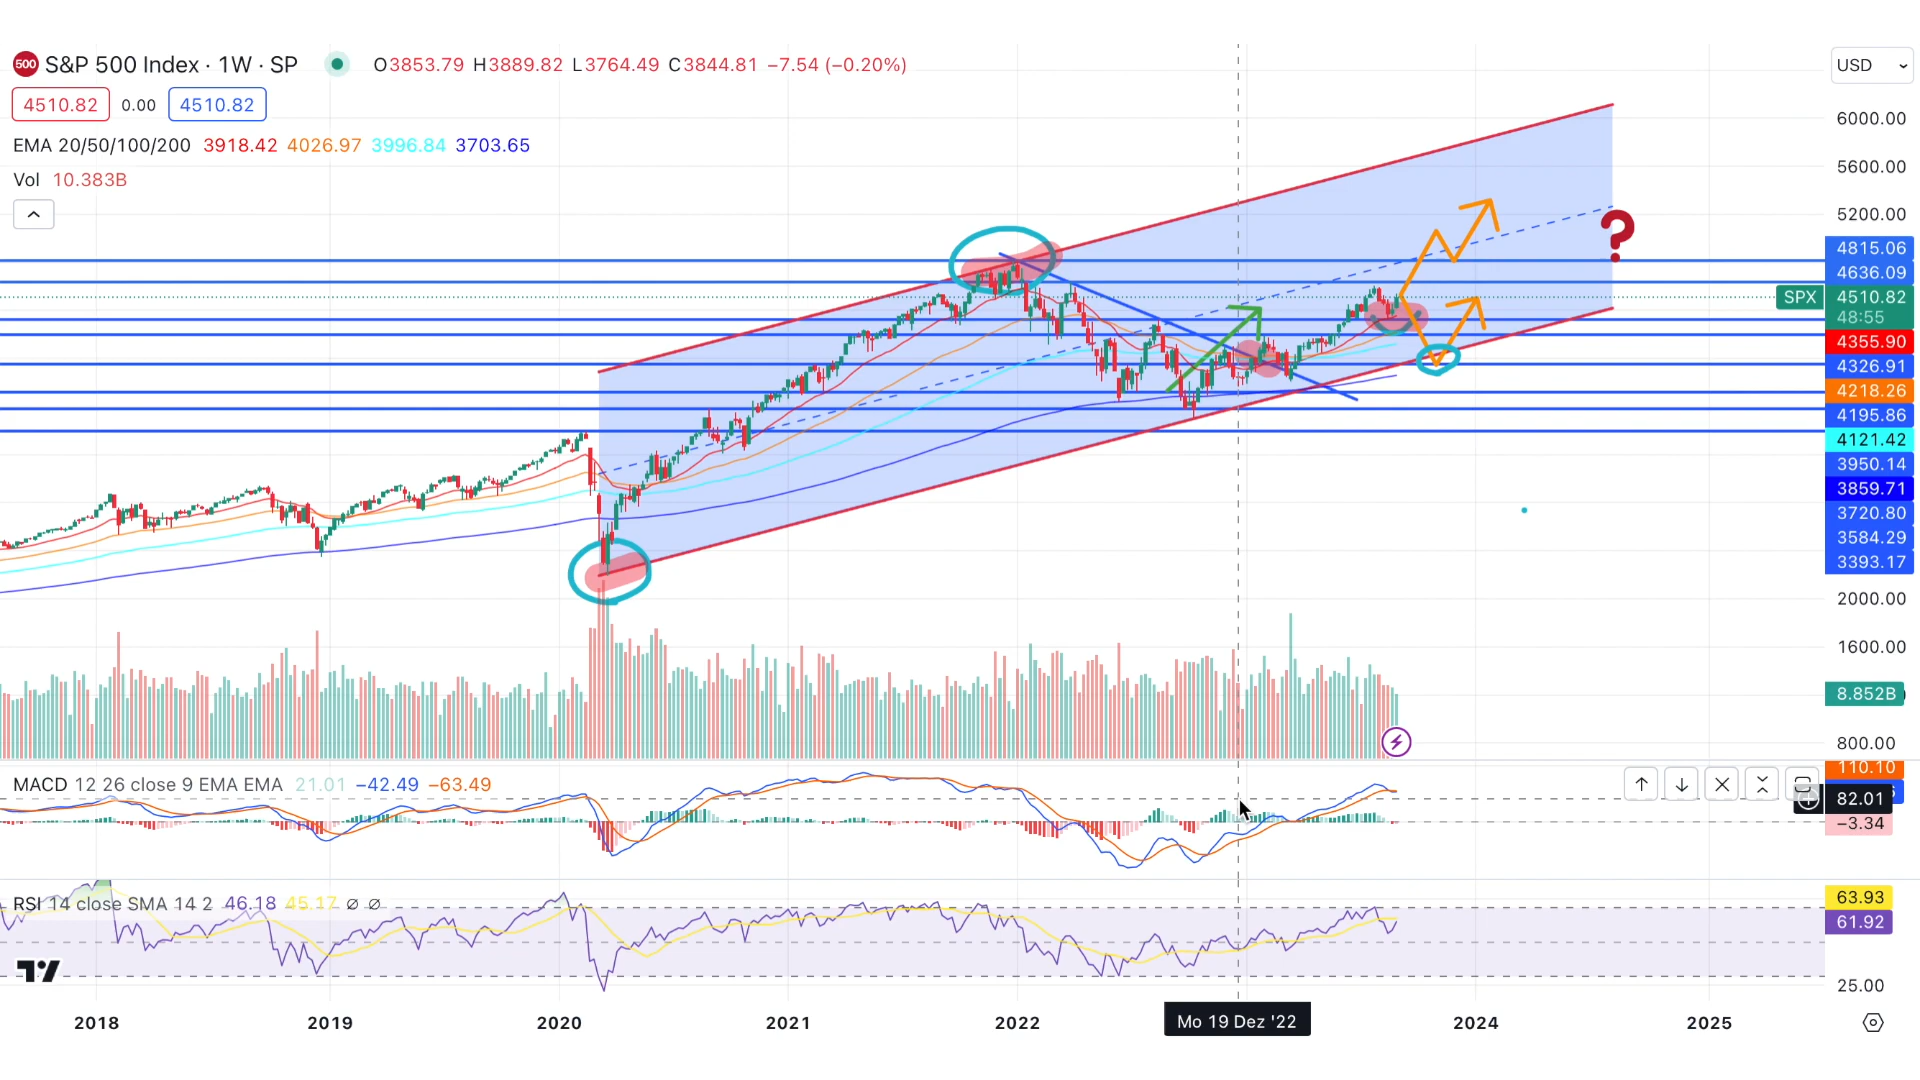 500 S&P 500 Index · 1W · SP O3853.79 H3889.82 L3764.49 C3844.81 −7.54 (−0.20%)
USD
4510.82 0.00 4510.82
EMA 20/50/100/200 3918.42 4026.97 3996.84 3703.65
Vol 10.383B
6000.00
5600.00
5200.00
?
4815.06
4636.09
SPX 4510.82
48:55
4355.90
4326.91
4218.26
4195.86
4121.42
3950.14
3859.71
3720.80
3584.29
3393.17
2000.00
1600.00
8.852B
800.00
110.10
MACD 12 26 close 9 EMA EMA 21.01 −42.49 −63.49
82.01
−3.34
RSI 14 close SMA 14 2 46.18 45.17 ∅ ∅
63.93
61.92
25.00
2018 2019 2020 2021 2022 Mo 19 Dez '22 2024 2025